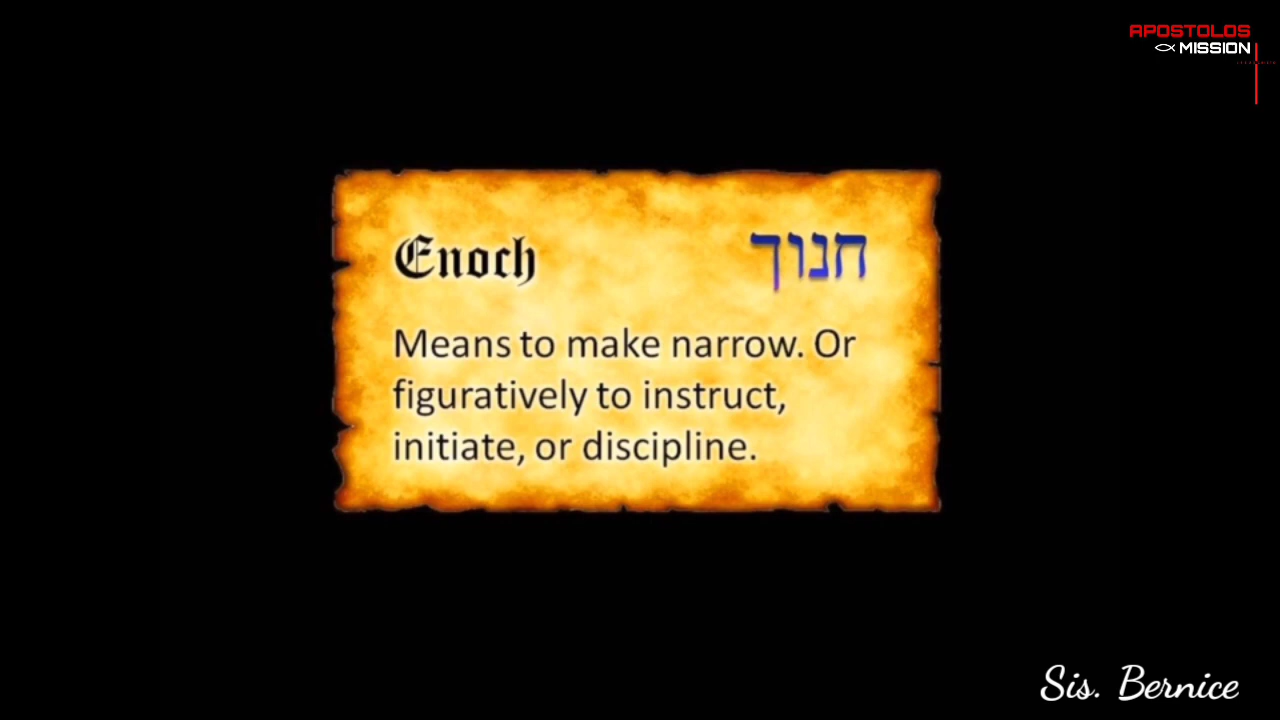 APOSTOLOS
MISSION
Enoch חנוך
Means to make narrow. Or
figuratively to instruct,
initiate, or discipline.
Sis. Bernice